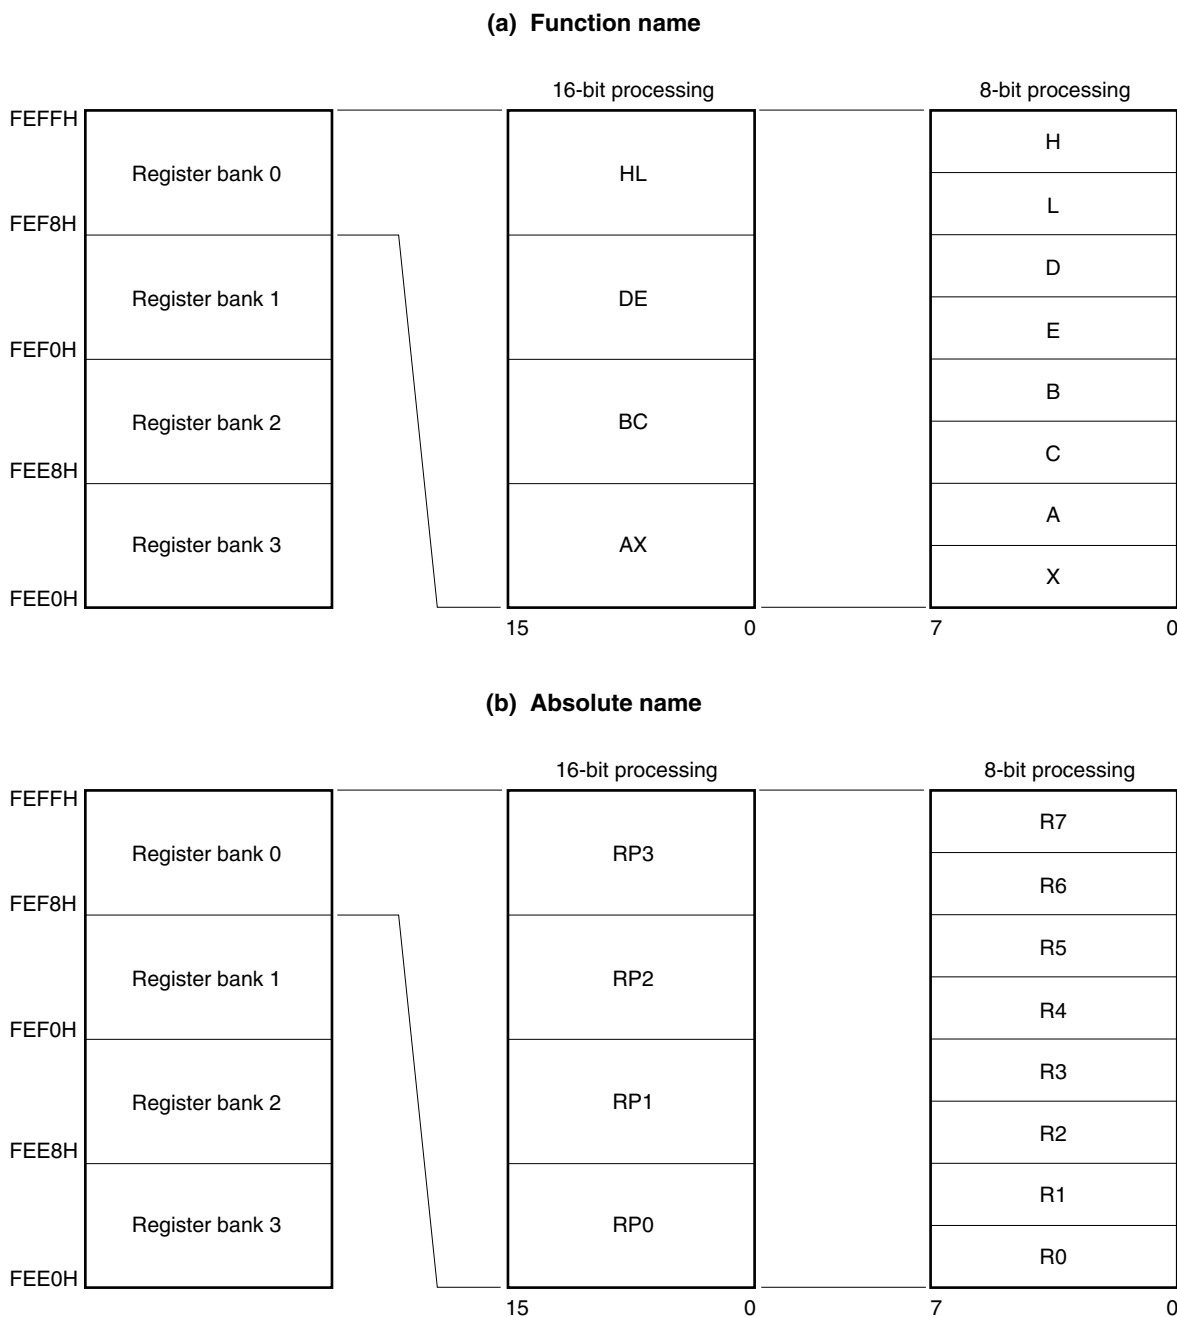 (a) Function name
16-bit processing
8-bit processing
FEFFH
Register bank 0
HL
H
L
FEF8H
Register bank 1
DE
D
E
FEF0H
Register bank 2
BC
B
C
FEE8H
Register bank 3
AX
A
X
FEE0H
15 0
7 0
(b) Absolute name
16-bit processing
8-bit processing
FEFFH
Register bank 0
RP3
R7
R6
FEF8H
Register bank 1
RP2
R5
R4
FEF0H
Register bank 2
RP1
R3
R2
FEE8H
Register bank 3
RP0
R1
R0
FEE0H
15 0
7 0